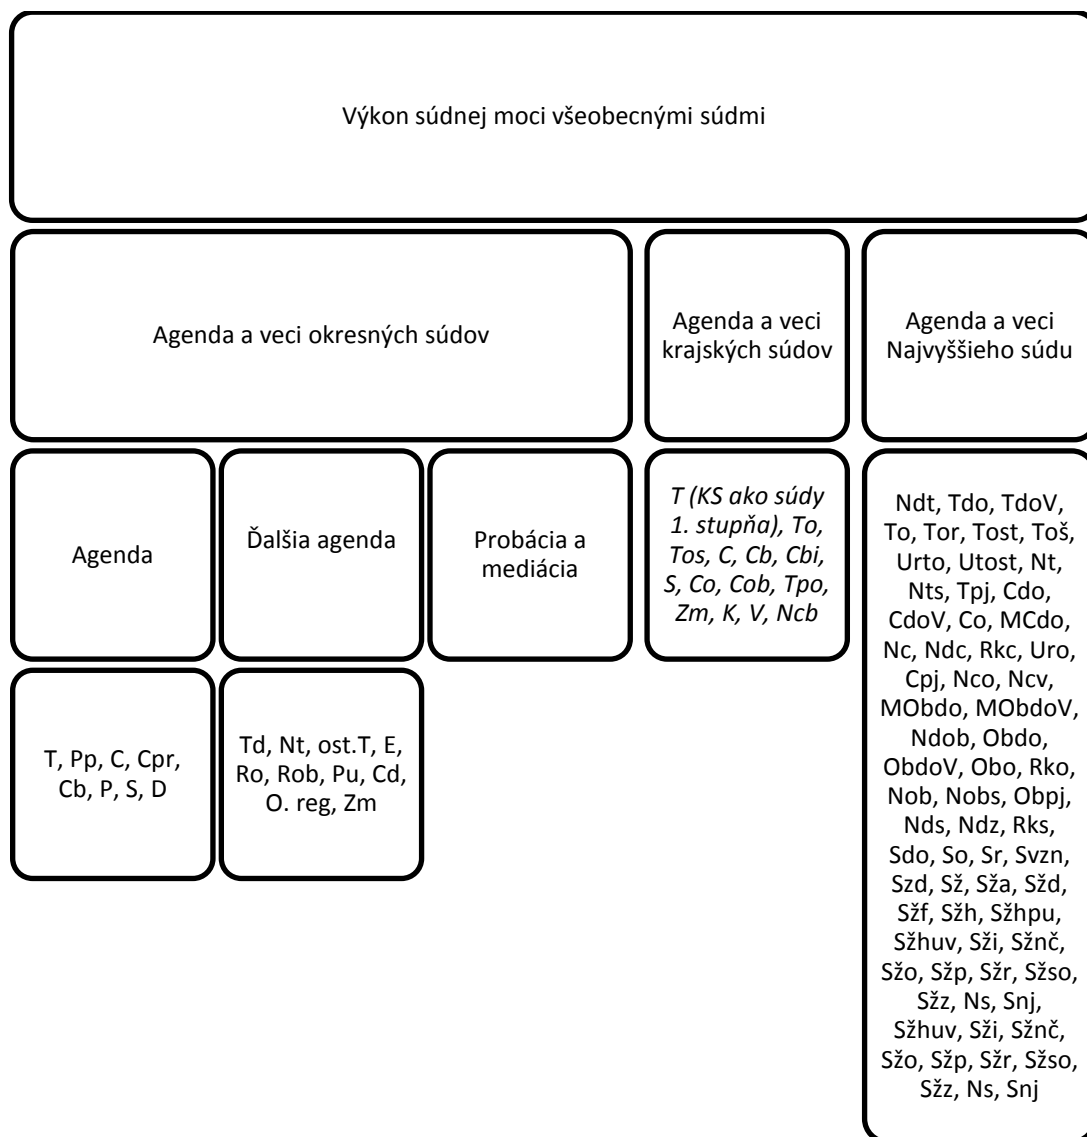 Výkon súdnej moci všeobecnými súdmi
Agenda a veci okresných súdov
Agenda a veci
krajských súdov
Agenda a veci
Najvyššieho súdu
Agenda
Ďalšia agenda
Probácia a
mediácia
T (KS ako súdy
1. stupňa), To,
Tos, C, Cb, Cbi,
S, Co, Cob, Tpo,
Zm, K, V, Ncb
T, Pp, C, Cpr,
Cb, P, S, D
Td, Nt, ost.T, E,
Ro, Rob, Pu, Cd,
O. reg, Zm
Ndt, Tdo, TdoV,
To, Tor, Tost, Toš,
Urto, Utost, Nt,
Nts, Tpj, Cdo,
CdoV, Co, MCdo,
Nc, Ndc, Rkc, Uro,
Cpj, Nco, Ncv,
MObdo, MObdoV,
Ndob, Obdo,
ObdoV, Obo, Rko,
Nob, Nobs, Obpj,
Nds, Ndz, Rks,
Sdo, So, Sr, Svzn,
Szd, Sž, Sža, Sžd,
Sžf, Sžh, Sžhpu,
Sžhuv, Sži, Sžnč,
Sžo, Sžp, Sžr, Sžso,
Sžz, Ns, Snj,
Sžhuv, Sži, Sžnč,
Sžo, Sžp, Sžr, Sžso,
Sžz, Ns, Snj